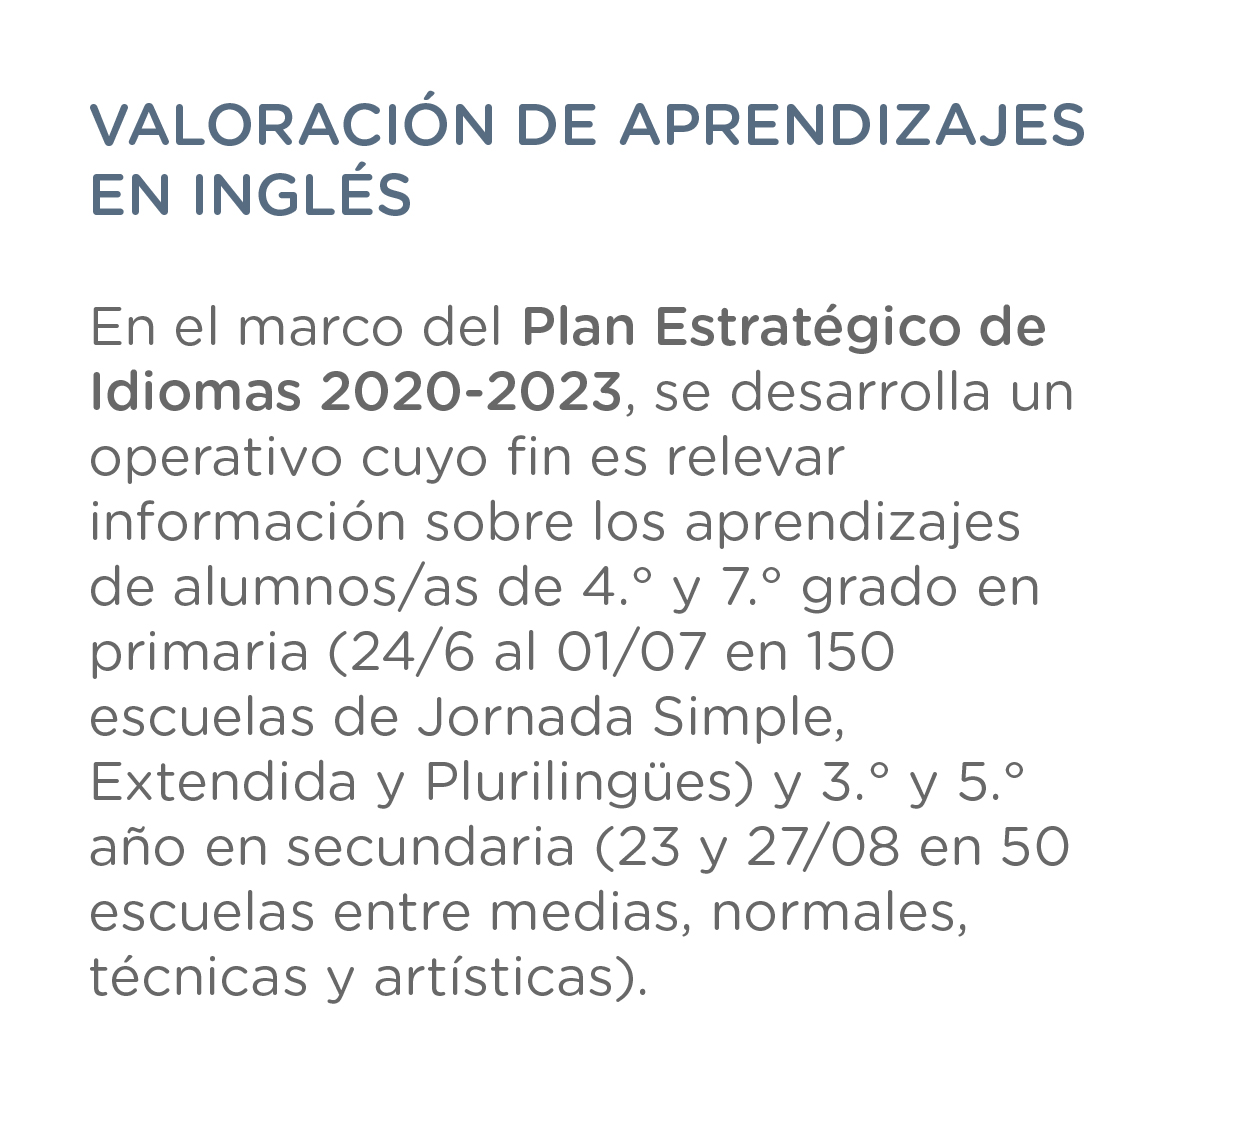 VALORACIÓN DE APRENDIZAJES
EN INGLÉS
En el marco del Plan Estratégico de
Idiomas 2020-2023, se desarrolla un
operativo cuyo fin es relevar
información sobre los aprendizajes
de alumnos/as de 4.° y 7.° grado en
primaria (24/6 al 01/07 en 150
escuelas de Jornada Simple,
Extendida y Plurilingües) y 3.° y 5.°
año en secundaria (23 y 27/08 en 50
escuelas entre medias, normales,
técnicas y artísticas).